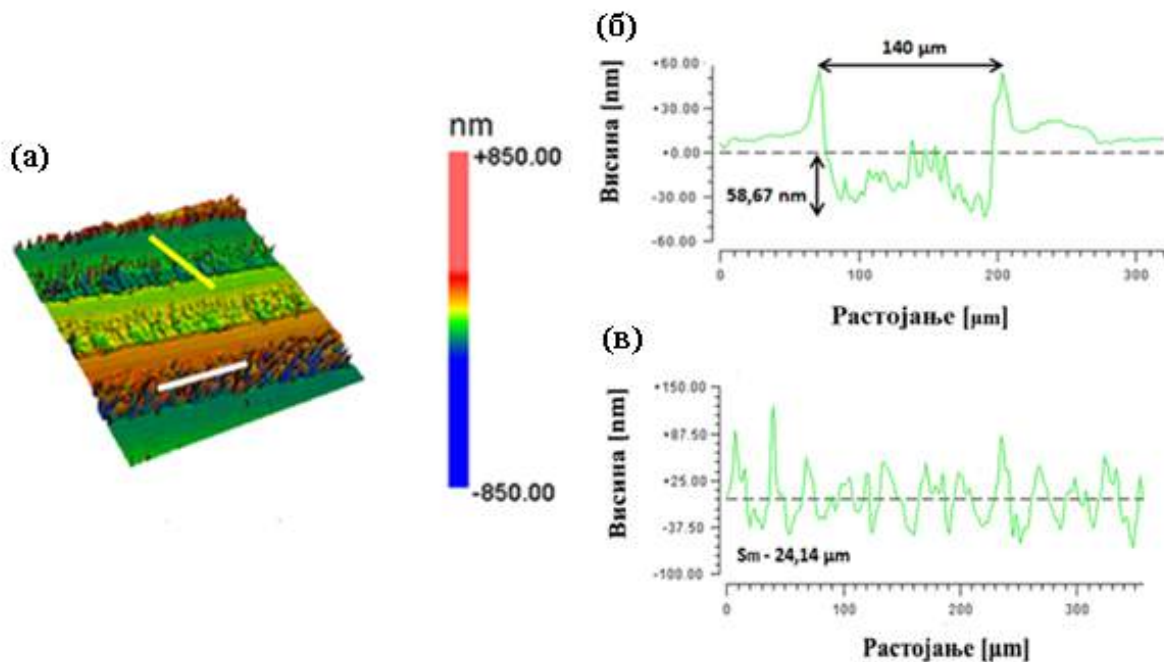 (а)
nm
+850.00
-850.00
(б)
140 μm
Висина [nm]
+60.00
+30.00
+0.00
-30.00
-60.00
58,67 nm
0
100
200
300
Растојање [μm]
(в)
Висина [nm]
+150.00
+87.50
+25.00
-37.50
-100.00
Sm - 24,14 μm
0
100
200
300
Растојање [μm]